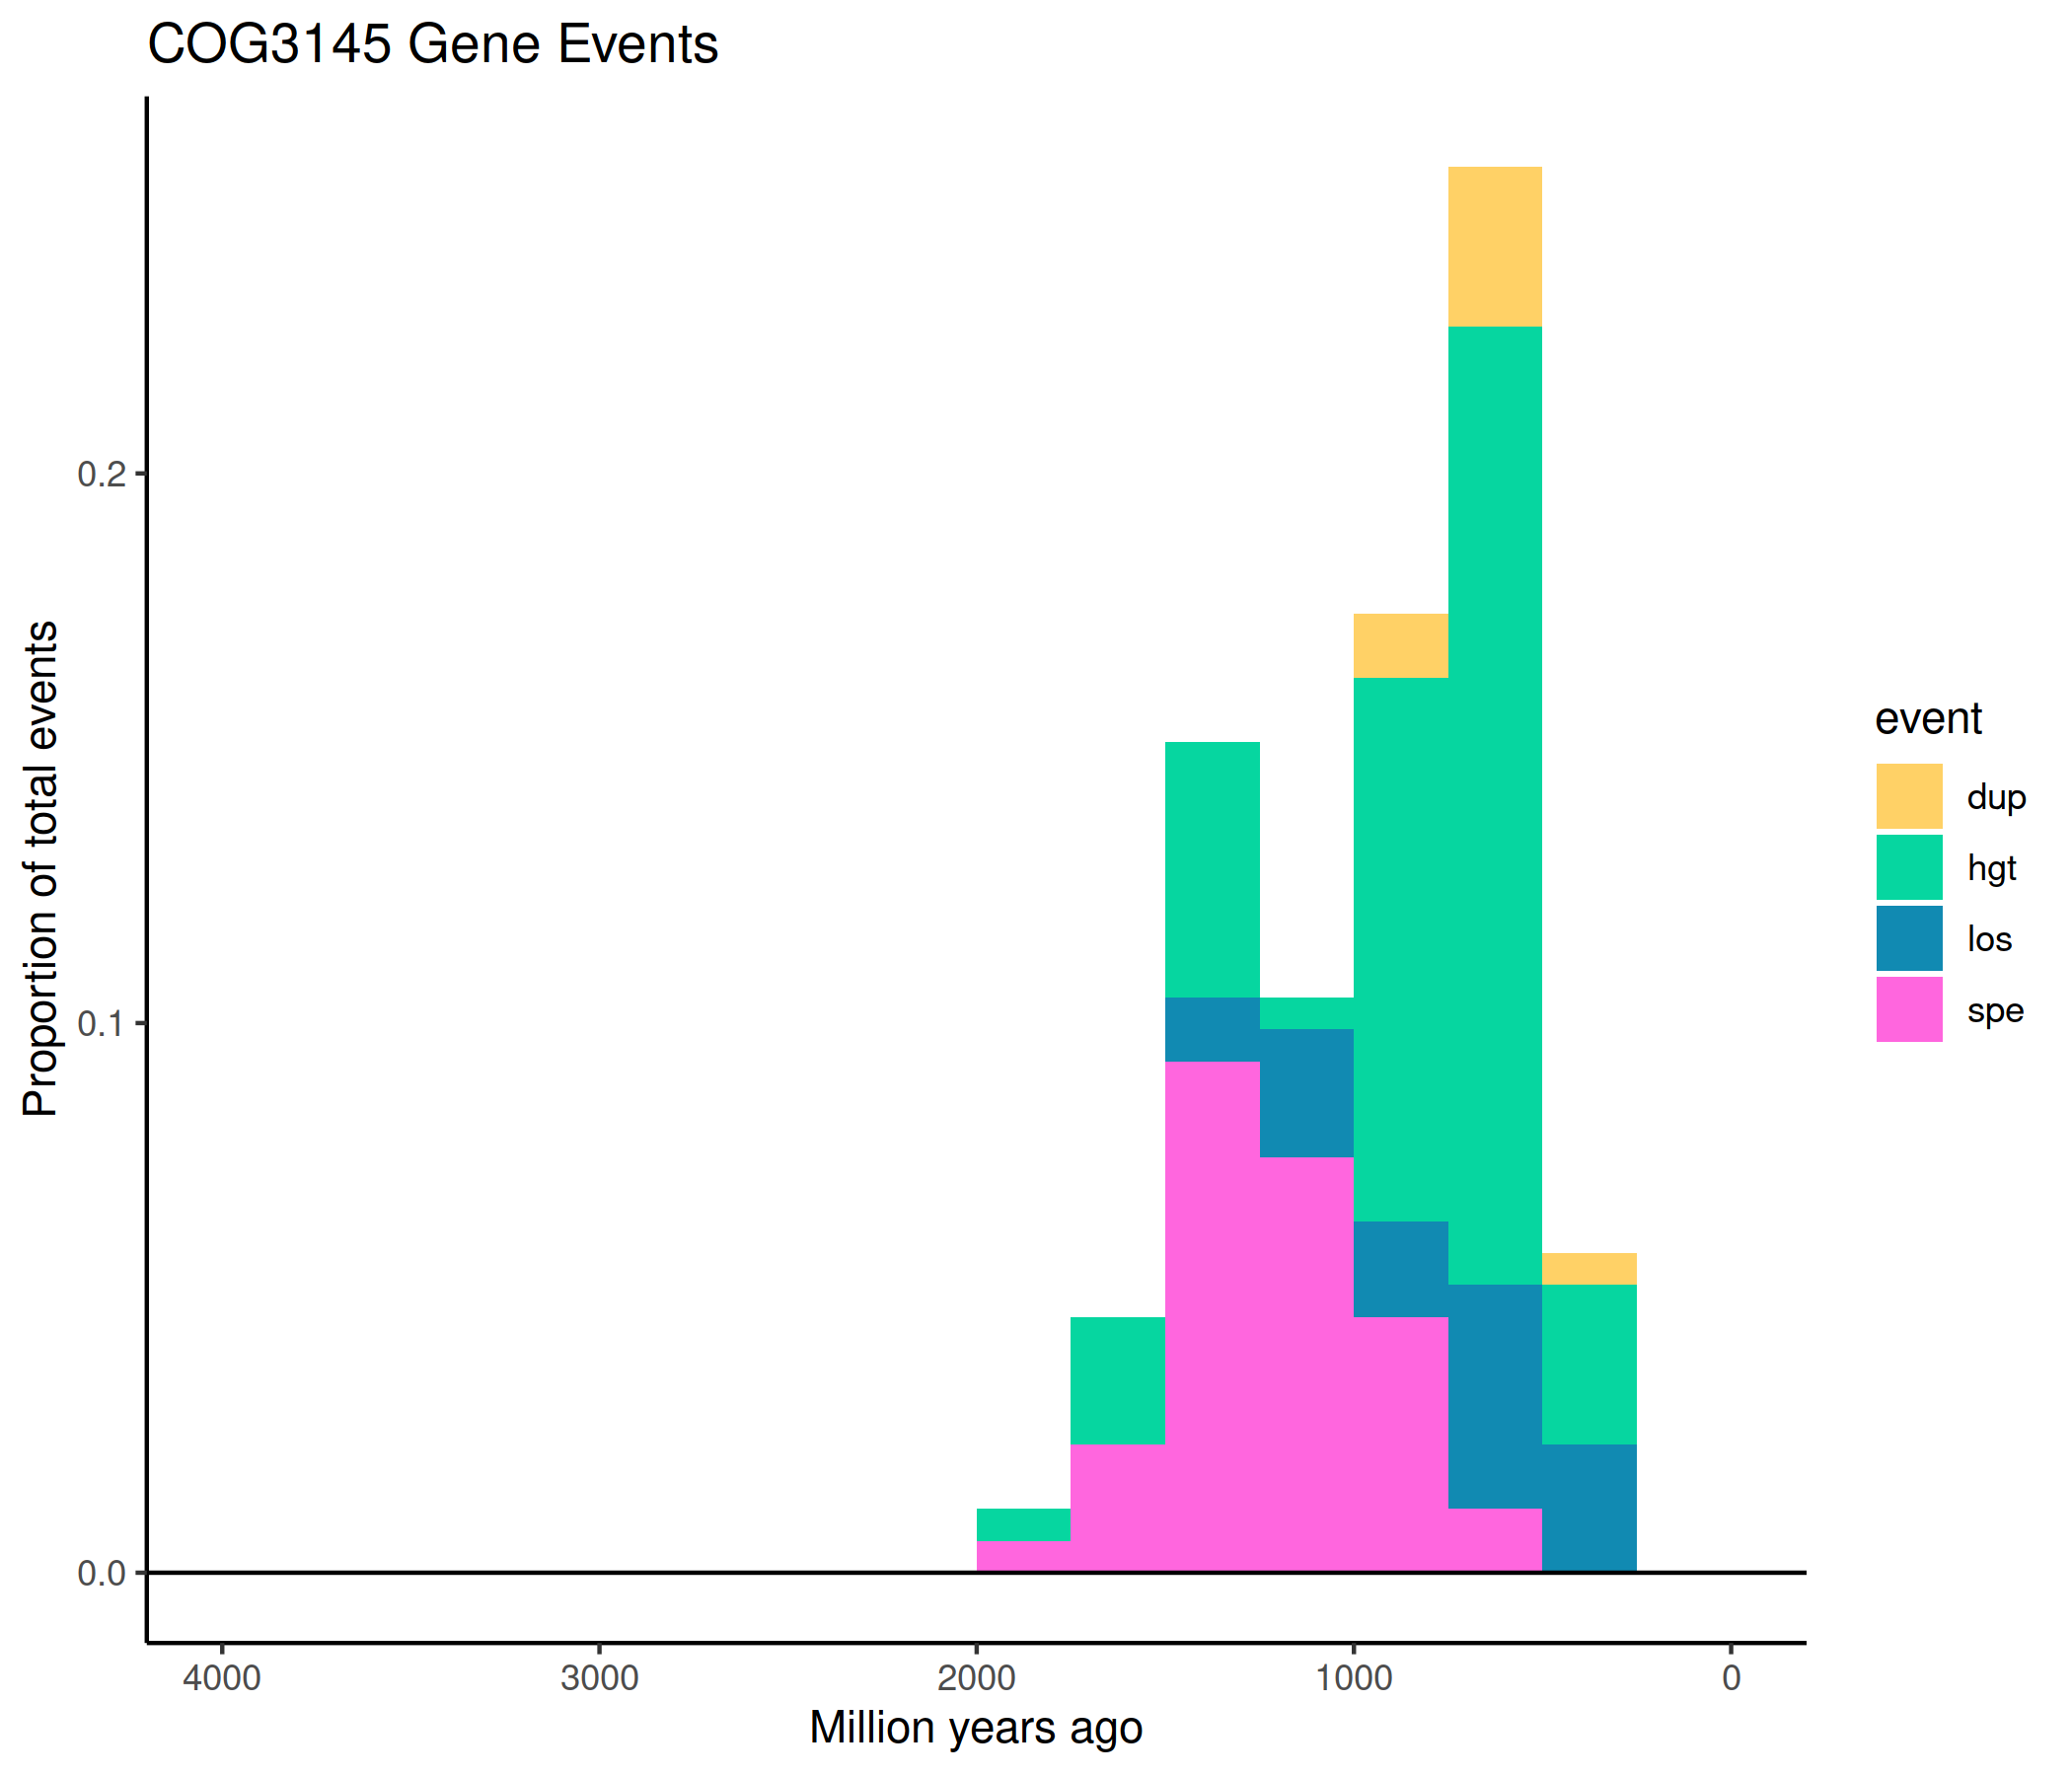 COG3145 Gene Events
Proportion of total events
0.2
0.1
0.0
4000 3000 2000 1000 0
Million years ago
event
dup
hgt
los
spe